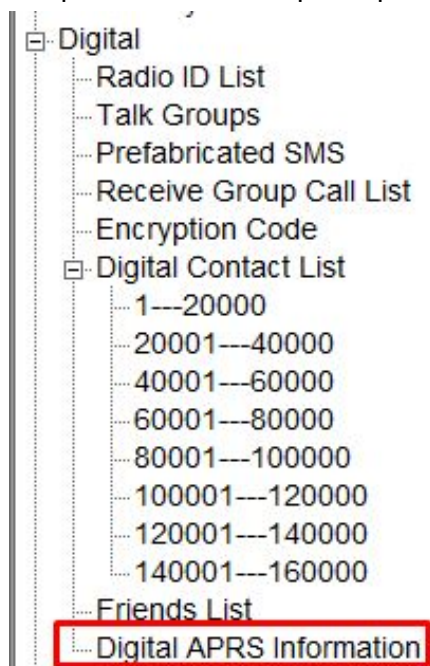 Digital
Radio ID List
Talk Groups
Prefabricated SMS
Receive Group Call List
Encryption Code
Digital Contact List
1---20000
20001---40000
40001---60000
60001---80000
80001---100000
100001---120000
120001---140000
140001---160000
Friends List
Digital APRS Information